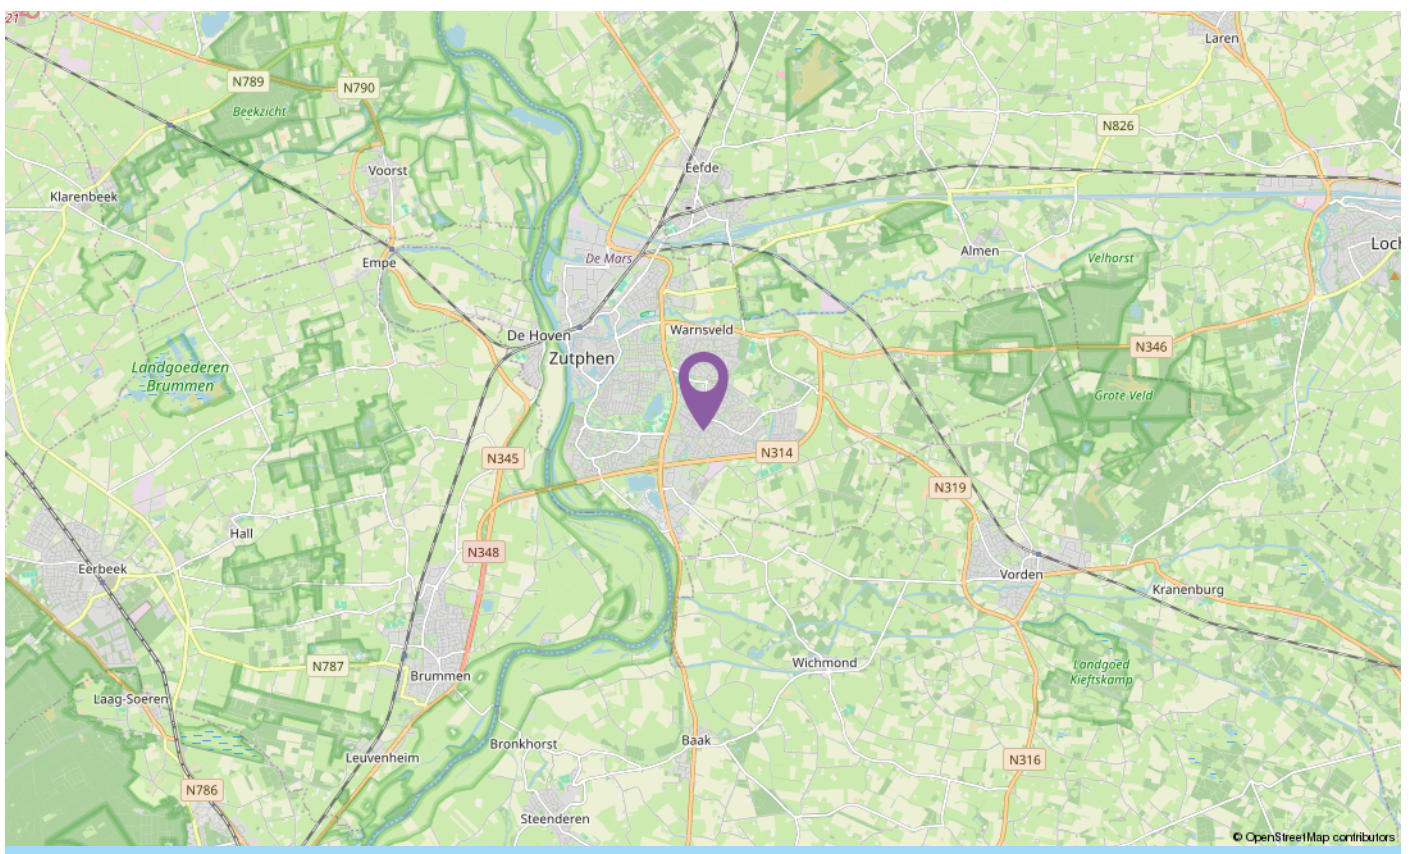 21
Laren
N789
N790
Beekzicht
N826
Voorst
Eefde
Klarenbeek
Almen
Loch
De Mars
Velhorst
Empe
Warnsveld
De Hoven
N346
Zutphen
Landgoederen
Brummen
Grote Veld
N314
N345
N319
Hall
N348
Eerbeek
Vorden
Kranenburg
N787
Wichmond
Landgoed
Kieftskamp
Brummen
Laag-Soeren
Baak
Bronkhorst
Leuvenheim
N316
N786
Steenderen
© OpenStreetMap contributors